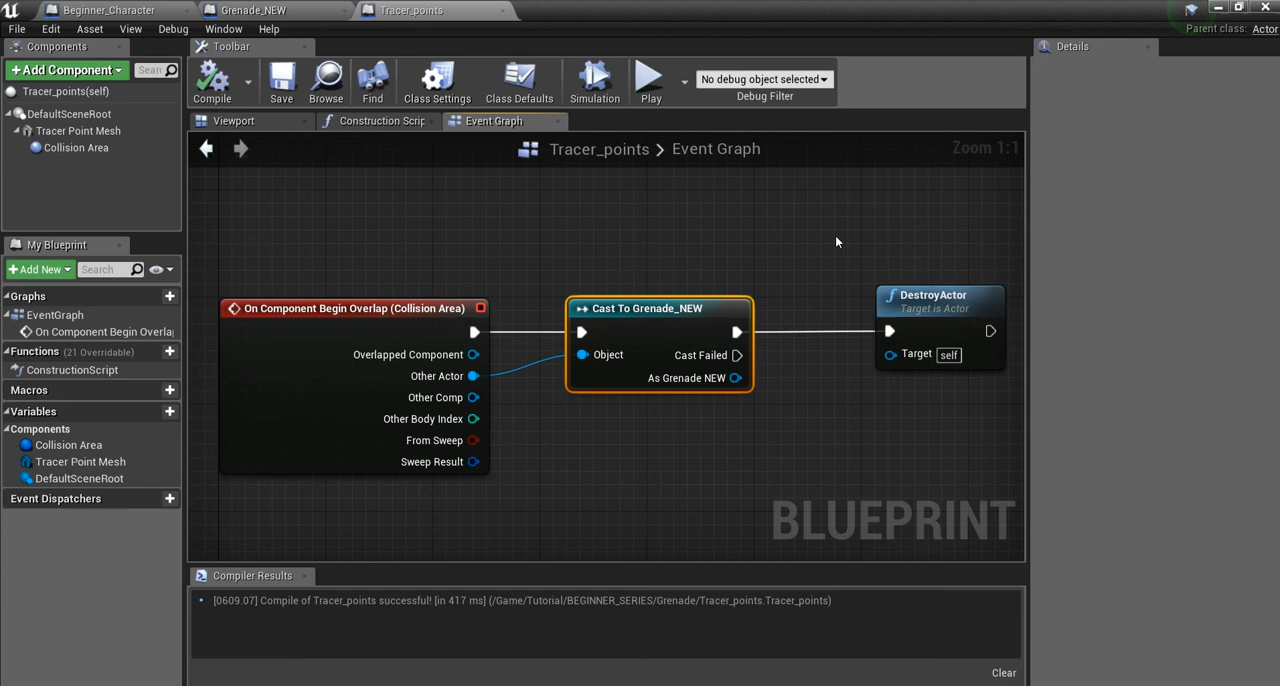 Beginner_Character
Grenade_NEW
Tracer_points
File Edit Asset View Debug Window Help
Parent class: Actor
Components
Toolbar
Details
+Add Component
Sear
Compile
Save
Browse
Find
Class Settings
Class Defaults
Simulation
Play
No debug object selected
Debug Filter
Tracer_points(self)
DefaultSceneRoot
Tracer Point Mesh
Collision Area
Viewport
Construction Scrip
Event Graph
Tracer_points > Event Graph
Zoom 1:1
My Blueprint
+Add New
Search
Graphs
EventGraph
On Component Begin Overla
Functions (21 Overridable)
ConstructionScript
Macros
Variables
Components
Collision Area
Tracer Point Mesh
DefaultSceneRoot
Event Dispatchers
On Component Begin Overlap (Collision Area)
Overlapped Component
Other Actor
Other Comp
Other Body Index
From Sweep
Sweep Result
Cast To Grenade_NEW
Object
Cast Failed
As Grenade NEW
DestroyActor
Target is Actor
Target self
BLUEPRINT
Compiler Results
[0609.07] Compile of Tracer_points successful! [in 417 ms] (/Game/Tutorial/BEGINNER_SERIES/Grenade/Tracer_points.Tracer_points)
Clear